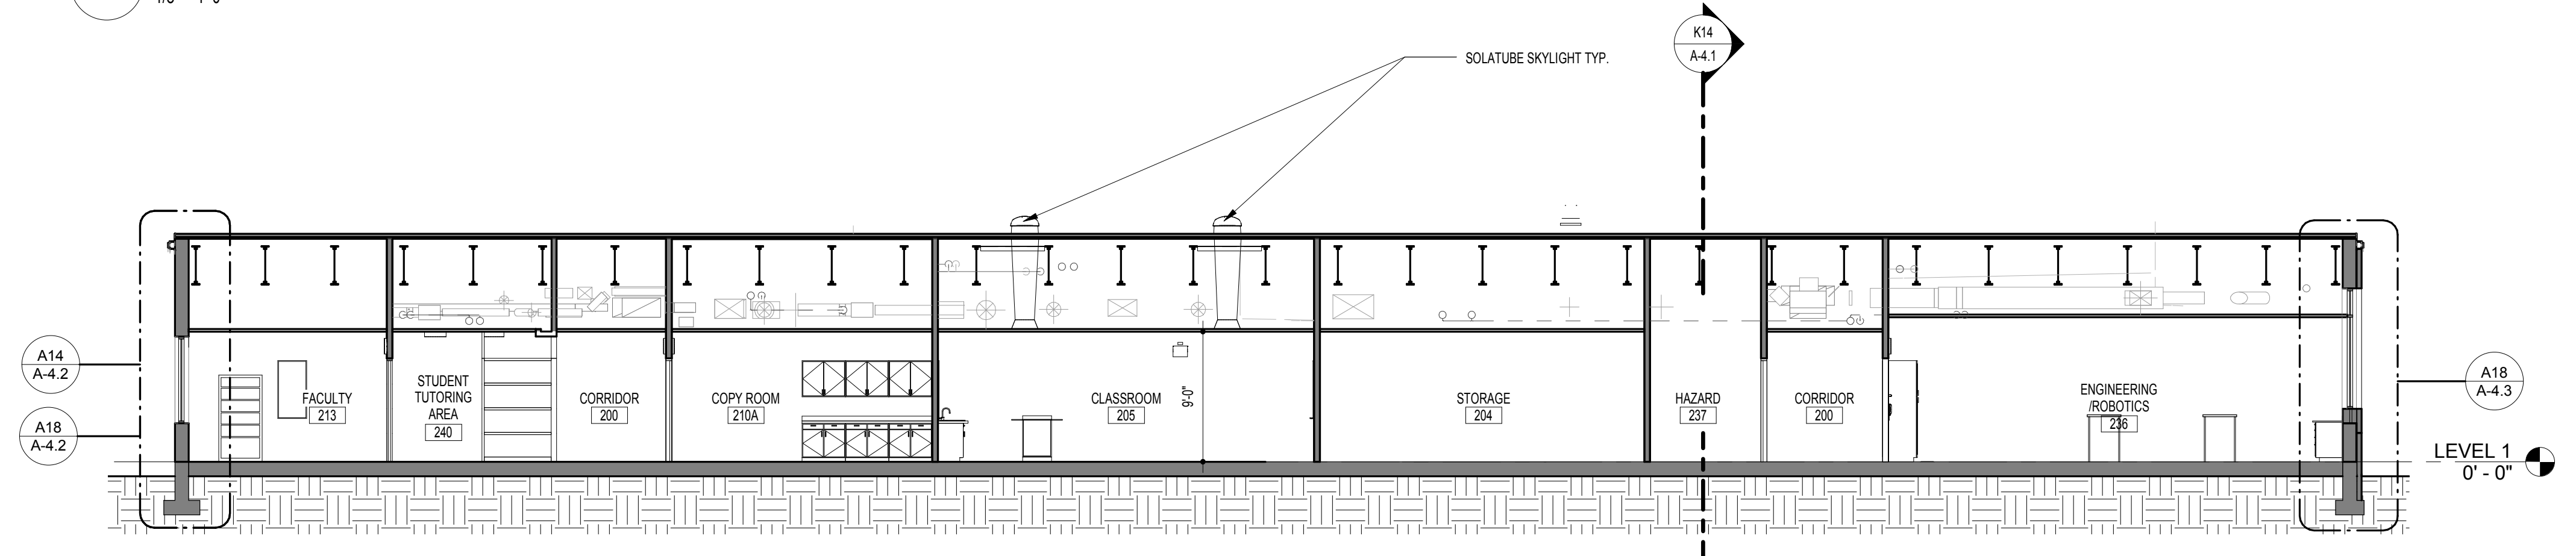 K14
A-4.1
SOLATUBE SKYLIGHT TYP.
A14
A-4.2
A18
A-4.2
FACULTY
213
STUDENT
TUTORING
AREA
240
CORRIDOR
200
COPY ROOM
210A
CLASSROOM
205
9'-0"
STORAGE
204
HAZARD
237
CORRIDOR
200
ENGINEERING
/ROBOTICS
236
A18
A-4.3
LEVEL 1
0' - 0"